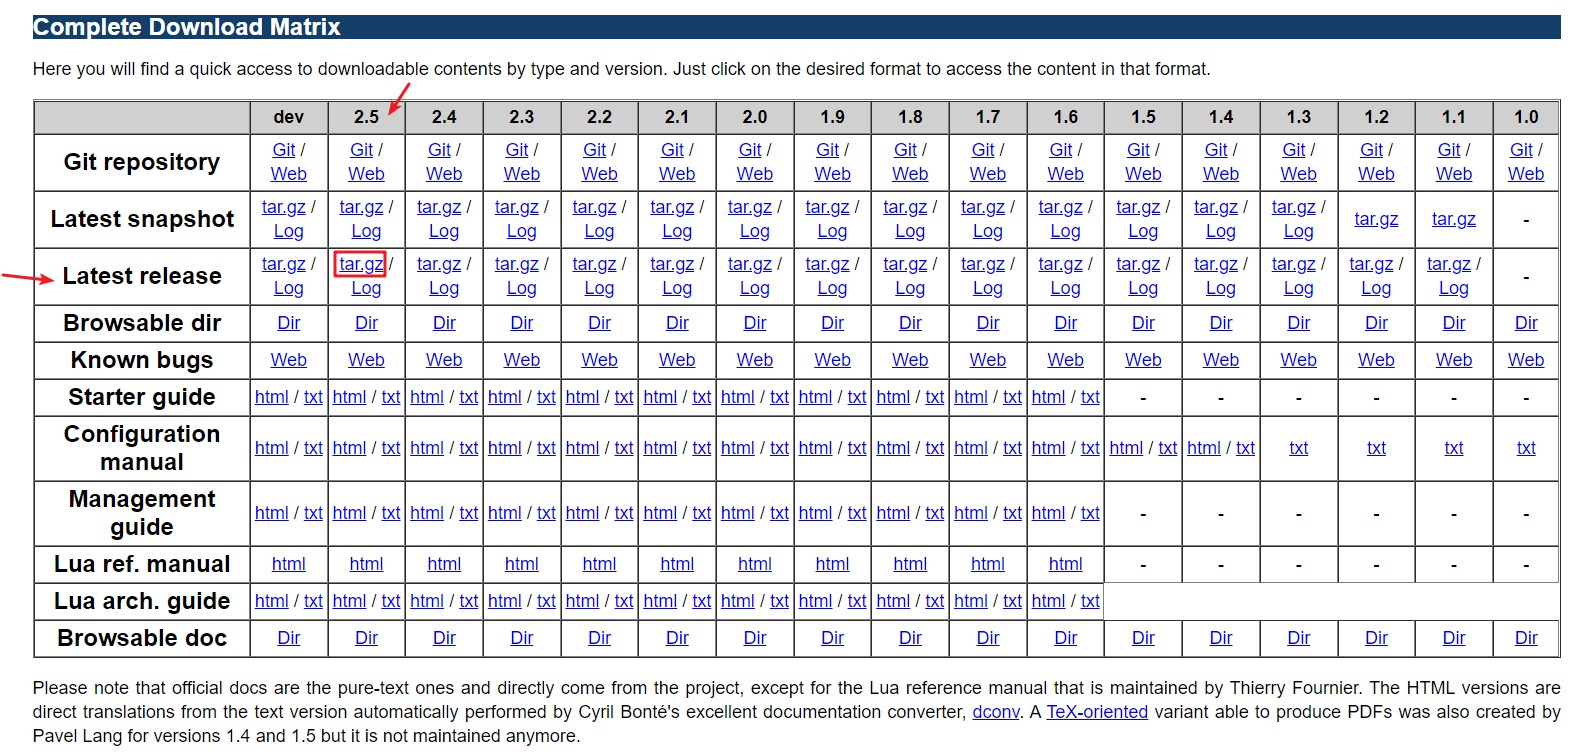 Complete Download Matrix
Here you will find a quick access to downloadable contents by type and version. Just click on the desired format to access the content in that format.
dev 2.5 2.4 2.3 2.2 2.1 2.0 1.9 1.8 1.7 1.6 1.5 1.4 1.3 1.2 1.1 1.0
Git repository Git / Web Git / Web Git / Web Git / Web Git / Web Git / Web Git / Web Git / Web Git / Web Git / Web Git / Web Git / Web Git / Web Git / Web Git / Web Git / Web Git / Web
Latest snapshot tar.gz / Log tar.gz / Log tar.gz / Log tar.gz / Log tar.gz / Log tar.gz / Log tar.gz / Log tar.gz / Log tar.gz / Log tar.gz / Log tar.gz / Log tar.gz / Log tar.gz / Log tar.gz / Log tar.gz tar.gz -
Latest release tar.gz / Log tar.gz / Log tar.gz / Log tar.gz / Log tar.gz / Log tar.gz / Log tar.gz / Log tar.gz / Log tar.gz / Log tar.gz / Log tar.gz / Log tar.gz / Log tar.gz / Log tar.gz / Log tar.gz / Log tar.gz / Log -
Browsable dir Dir Dir Dir Dir Dir Dir Dir Dir Dir Dir Dir Dir Dir Dir Dir Dir Dir
Known bugs Web Web Web Web Web Web Web Web Web Web Web Web Web Web Web Web Web
Starter guide html / txt html / txt html / txt html / txt html / txt html / txt html / txt html / txt html / txt html / txt html / txt - - - - - -
Configuration manual html / txt html / txt html / txt html / txt html / txt html / txt html / txt html / txt html / txt html / txt html / txt html / txt html / txt txt txt txt txt
Management guide html / txt html / txt html / txt html / txt html / txt html / txt html / txt html / txt html / txt html / txt html / txt - - - - - -
Lua ref. manual html html html html html html html html html html html - - - - - -
Lua arch. guide html / txt html / txt html / txt html / txt html / txt html / txt html / txt html / txt html / txt html / txt html / txt
Browsable doc Dir Dir Dir Dir Dir Dir Dir Dir Dir Dir Dir Dir Dir Dir Dir Dir Dir
Please note that official docs are the pure-text ones and directly come from the project, except for the Lua reference manual that is maintained by Thierry Fournier. The HTML versions are
direct translations from the text version automatically performed by Cyril Bonté's excellent documentation converter, dconv. A TeX-oriented variant able to produce PDFs was also created by
Pavel Lang for versions 1.4 and 1.5 but it is not maintained anymore.